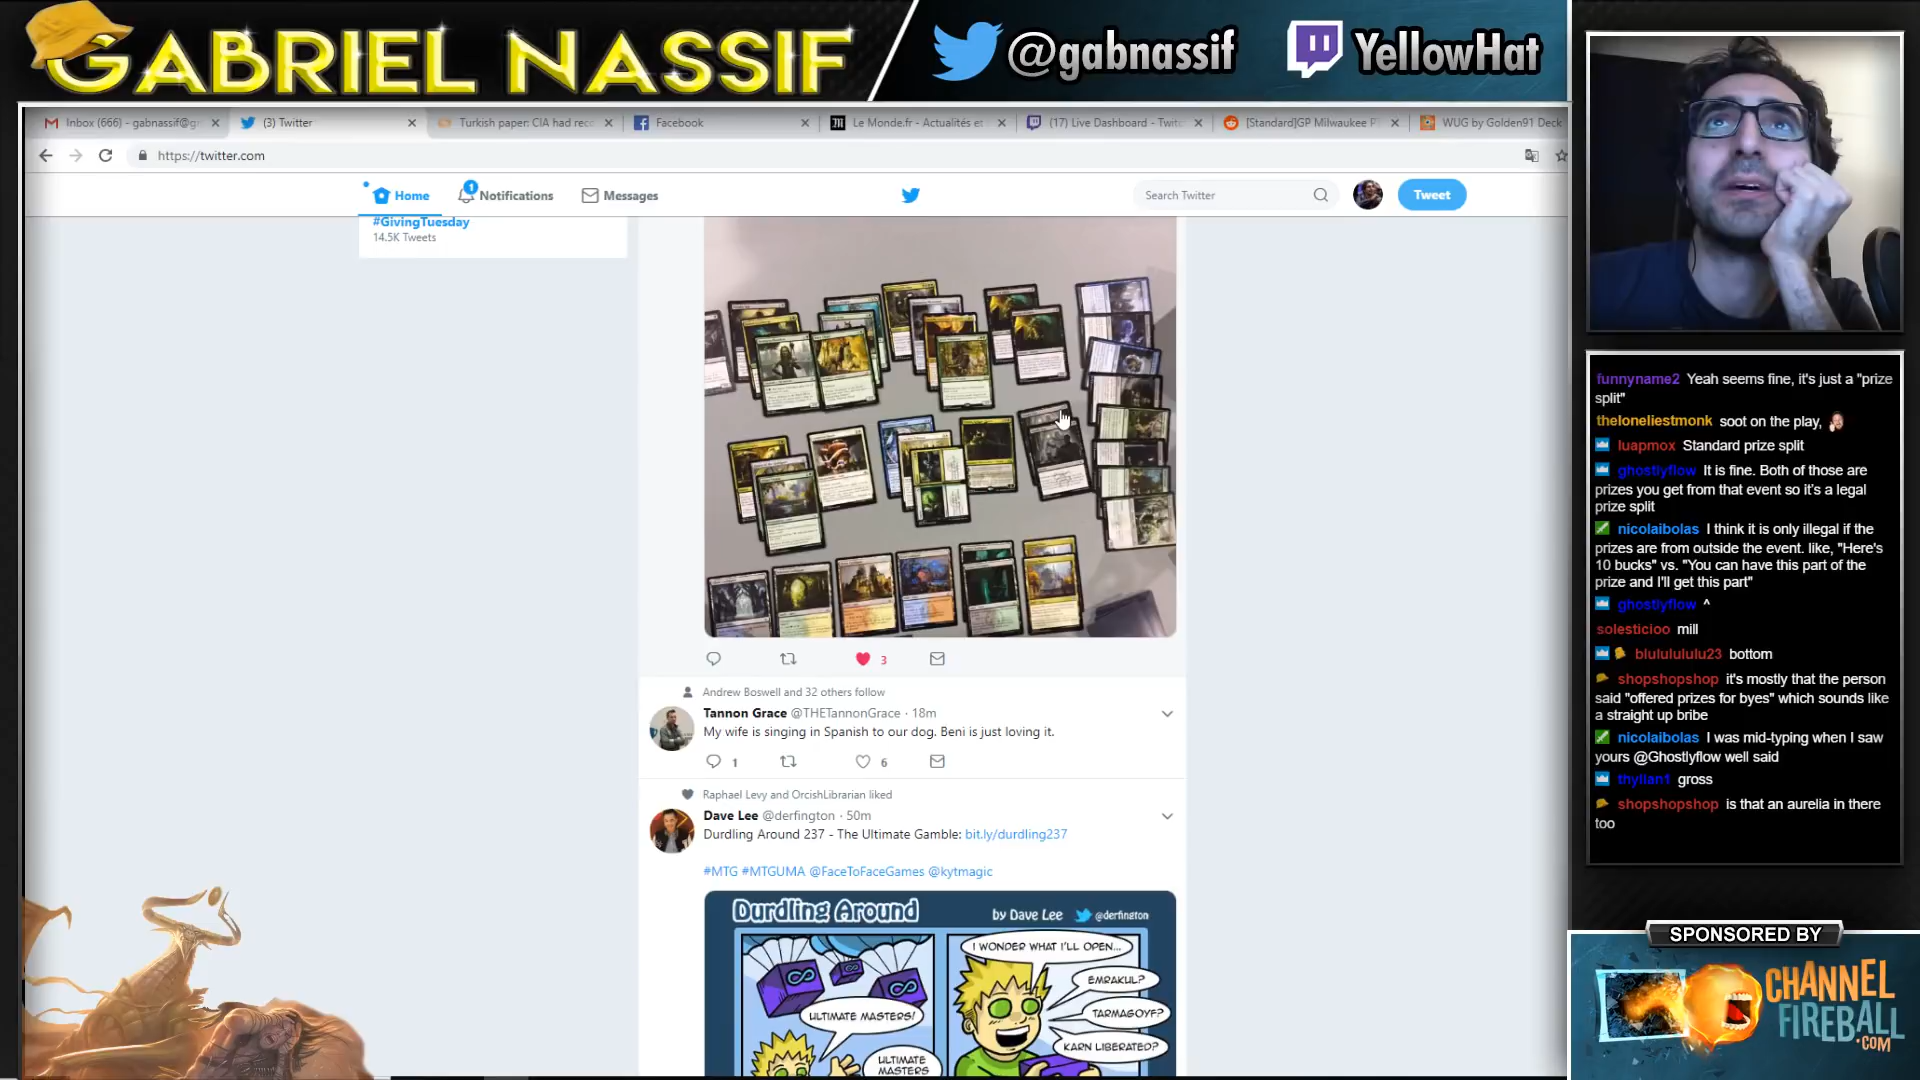 GABRIEL NASSIF
@gabnassif
YellowHat
Inbox (666) - gabnassif@g
(3) Twitter
Turkish paper: CIA had rec
Facebook
Le Monde.fr - Actualités et
(17) Live Dashboard - Twit
[Standard]GP Milwaukee P
WUG by Golden91 Deck
https://twitter.com
Home
1
Notifications
Messages
Search Twitter
Tweet
#GivingTuesday
14.5K Tweets
3
Andrew Boswell and 32 others follow
Tannon Grace @THETannonGrace · 18m
My wife is singing in Spanish to our dog. Beni is just loving it.
1
6
Raphael Levy and OrcishLibrarian liked
Dave Lee @derfington · 50m
Durdling Around 237 - The Ultimate Gamble: bit.ly/durdling237
#MTG #MTGUMA @FaceToFaceGames @kytmagic
Durdling Around
by Dave Lee
@derfington
ULTIMATE MASTERS!
ULTIMATE
MASTERS
I WONDER WHAT I'LL OPEN...
EMRAKUL?
TARMAGOYF?
KARN LIBERATED?
funnyname2 Yeah seems fine, it's just a "prize
split"
theloneliestmonk soot on the play,
luapmox Standard prize split
ghostlyflow It is fine. Both of those are
prizes you get from that event so it's a legal
prize split
nicolaibolas I think it is only illegal if the
prizes are from outside the event. like, "Here's
10 bucks" vs. "You can have this part of the
prize and I'll get this part"
ghostlyflow ^
solesticioo mill
blulululu​lu23 bottom
shopshopshop it's mostly that the person
said "offered prizes for byes" which sounds like
a straight up bribe
nicolaibolas I was mid-typing when I saw
yours @Ghostlyflow well said
thyllan1 gross
shopshopshop is that an aurelia in there
too
SPONSORED BY
CHANNEL
FIREBALL
.COM